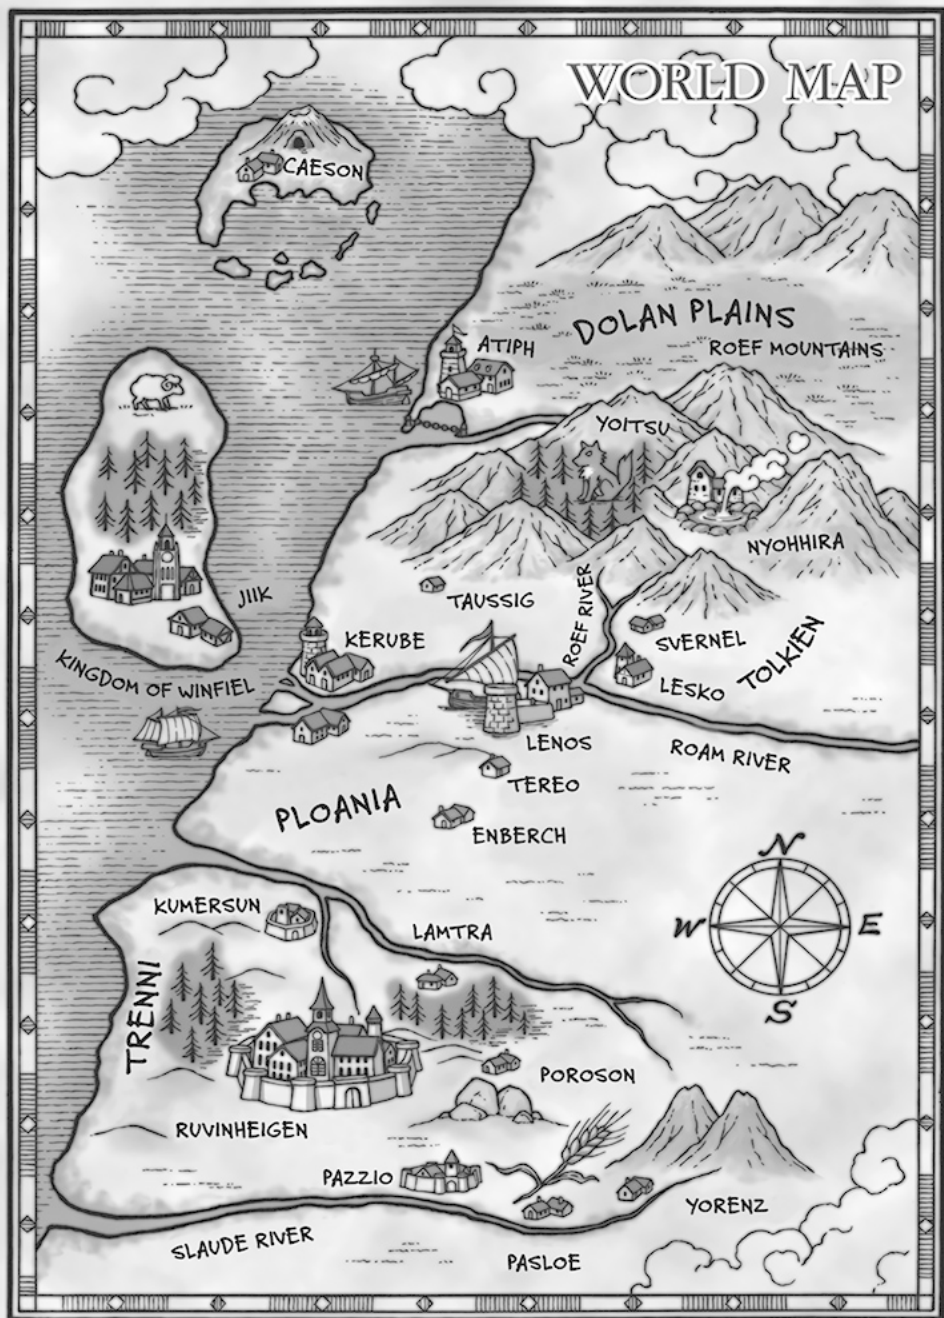 WORLD MAP
CAESON
DOLAN PLAINS
ATIPH
ROEF MOUNTAINS
YOITSU
NYOHHIRA
TAUSSIG
ROEF RIVER
JIIK
KERUBE
SVERNEL
TOLKIEN
KINGDOM OF WINFIEL
LESKO
LENOS
ROAM RIVER
TEREO
PLOANIA
ENBERCH
N
W
E
S
KUMERSUN
LAMTRA
TRENNI
POROSON
RUVINHEIGEN
PAZZIO
YORENZ
SLAUDE RIVER
PASLOE